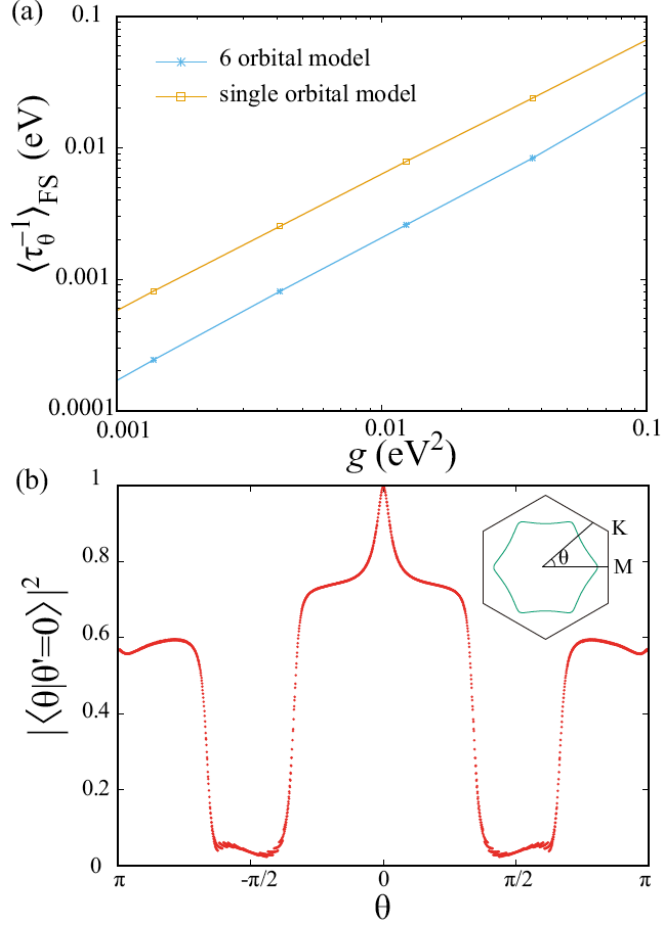 (a)
0.1
6 orbital model
single orbital model
0.01
⟨τθ⁻¹⟩FS (eV)
0.001
0.0001
0.001
0.01
0.1
g (eV²)
(b)
1
K
θ
M
0.8
0.6
|⟨θ|θ'=0⟩|²
0.4
0.2
0
π
-π/2
0
π/2
π
θ